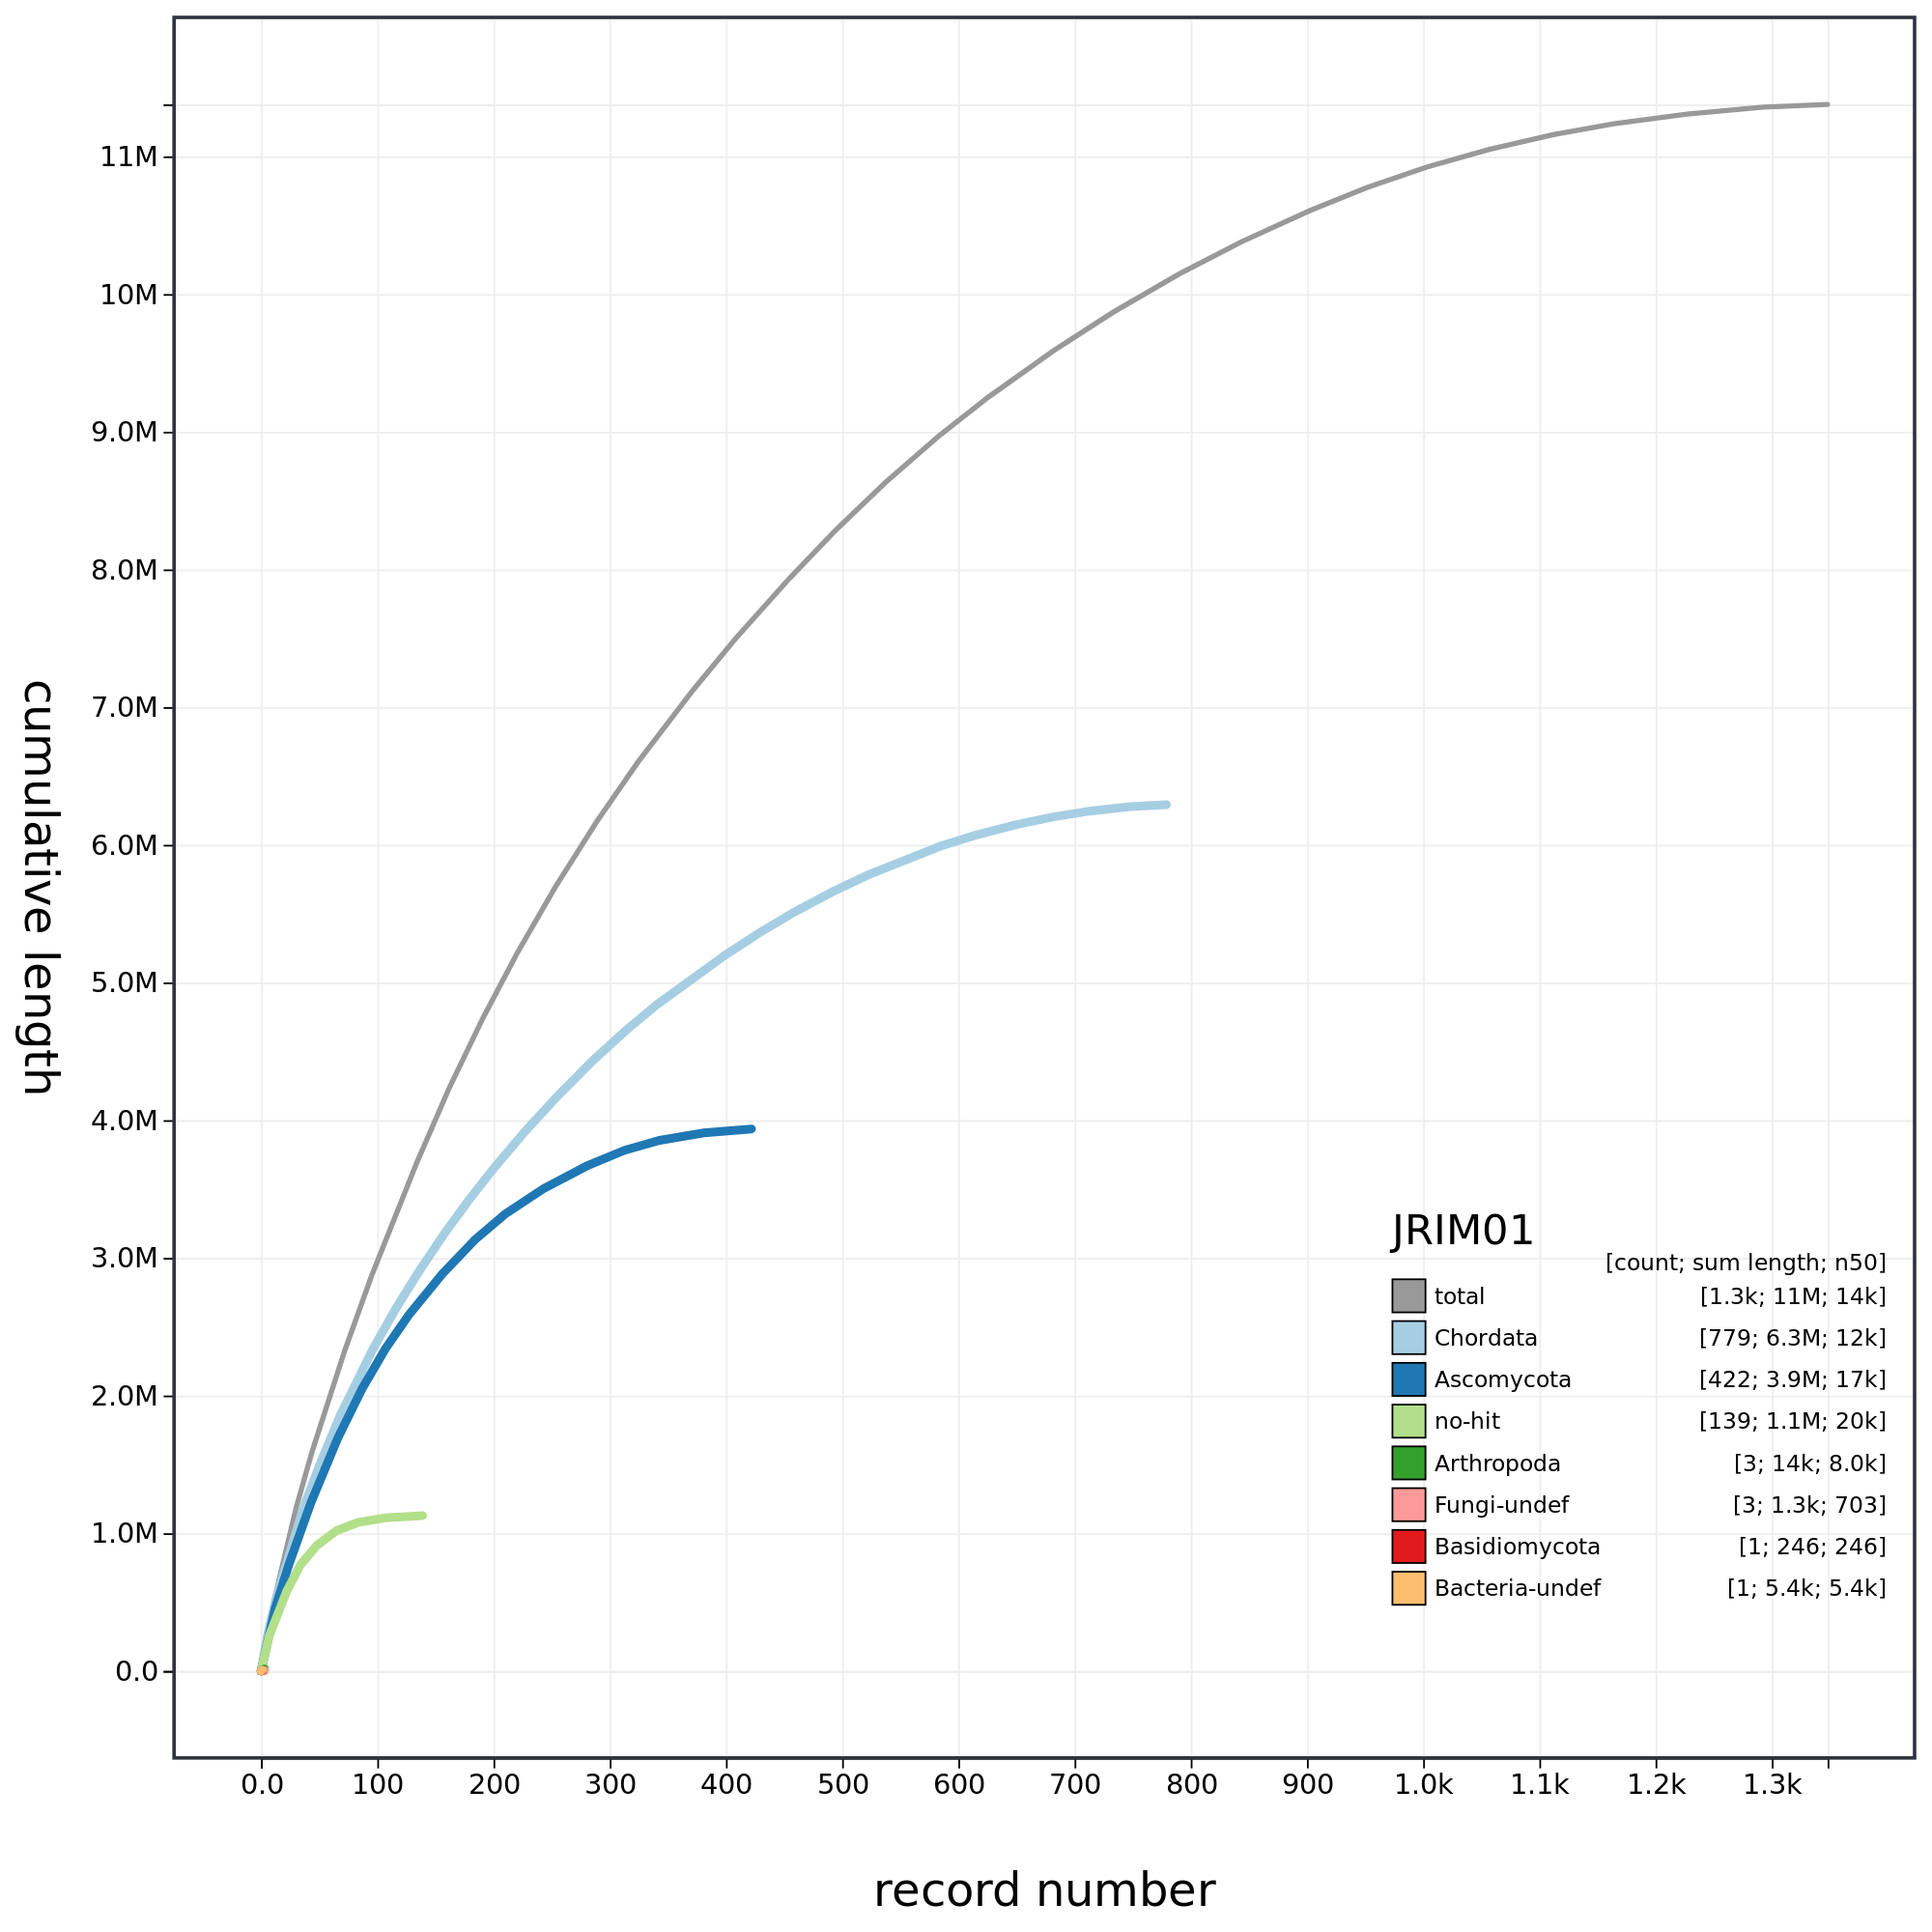 11M
10M
9.0M
8.0M
7.0M
6.0M
5.0M
4.0M
3.0M
2.0M
1.0M
0.0
cumulative length
JRIM01
[count; sum length; n50]
total [1.3k; 11M; 14k]
Chordata [779; 6.3M; 12k]
Ascomycota [422; 3.9M; 17k]
no-hit [139; 1.1M; 20k]
Arthropoda [3; 14k; 8.0k]
Fungi-undef [3; 1.3k; 703]
Basidiomycota [1; 246; 246]
Bacteria-undef [1; 5.4k; 5.4k]
0.0 100 200 300 400 500 600 700 800 900 1.0k 1.1k 1.2k 1.3k
record number